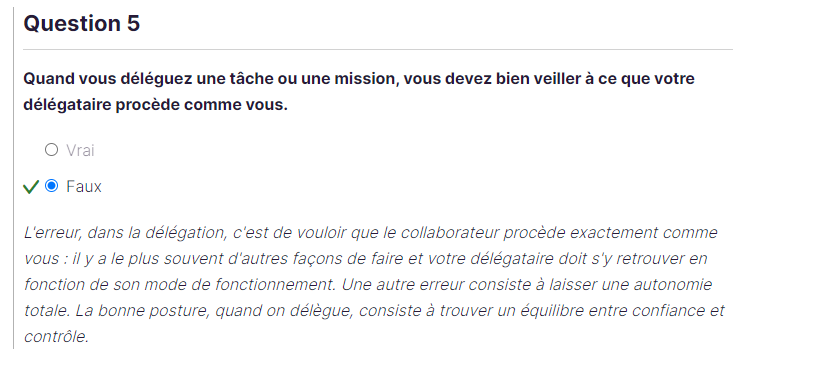 Question 5
Quand vous déléguez une tâche ou une mission, vous devez bien veiller à ce que votre
délégataire procède comme vous.
Vrai
Faux
L'erreur, dans la délégation, c'est de vouloir que le collaborateur procède exactement comme
vous : il y a le plus souvent d'autres façons de faire et votre délégataire doit s'y retrouver en
fonction de son mode de fonctionnement. Une autre erreur consiste à laisser une autonomie
totale. La bonne posture, quand on délègue, consiste à trouver un équilibre entre confiance et
contrôle.